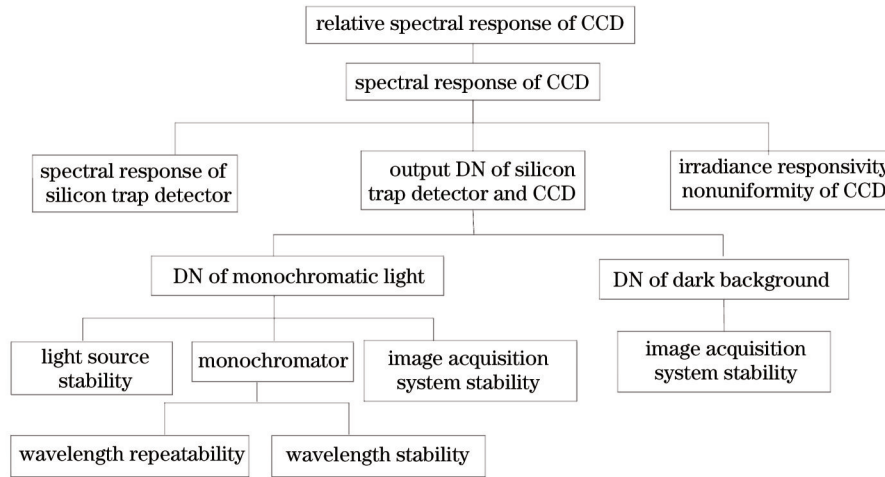 relative spectral response of CCD
spectral response of CCD
spectral response of
silicon trap detector
output DN of silicon
trap detector and CCD
irradiance responsivity
nonuniformity of CCD
DN of monochromatic light
DN of dark background
light source
stability
monochromator
image acquisition
system stability
image acquisition
system stability
wavelength repeatability
wavelength stability